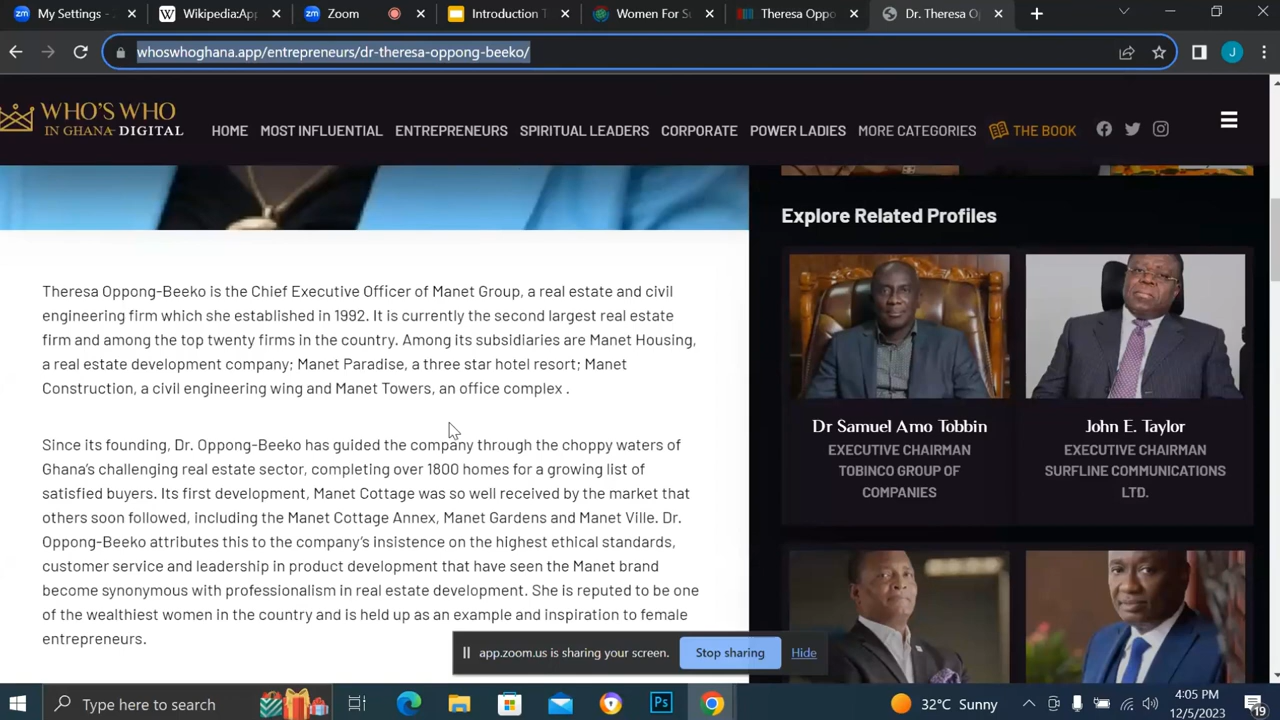 My Settings -
Wikipedia:Ap
Zoom
Introduction T
Women For S
Theresa Oppo
Dr. Theresa O
whoswhoghana.app/entrepreneurs/dr-theresa-oppong-beeko/
J
WHO'S WHO
IN GHANA-DIGITAL
HOME
MOST INFLUENTIAL
ENTREPRENEURS
SPIRITUAL LEADERS
CORPORATE
POWER LADIES
MORE CATEGORIES
THE BOOK
Theresa Oppong-Beeko is the Chief Executive Officer of Manet Group, a real estate and civil
engineering firm which she established in 1992. It is currently the second largest real estate
firm and among the top twenty firms in the country. Among its subsidiaries are Manet Housing,
a real estate development company; Manet Paradise, a three star hotel resort; Manet
Construction, a civil engineering wing and Manet Towers, an office complex .
Since its founding, Dr. Oppong-Beeko has guided the company through the choppy waters of
Ghana's challenging real estate sector, completing over 1800 homes for a growing list of
satisfied buyers. Its first development, Manet Cottage was so well received by the market that
others soon followed, including the Manet Cottage Annex, Manet Gardens and Manet Ville. Dr.
Oppong-Beeko attributes this to the company's insistence on the highest ethical standards,
customer service and leadership in product development that have seen the Manet brand
become synonymous with professionalism in real estate development. She is reputed to be one
of the wealthiest women in the country and is held up as an example and inspiration to female
entrepreneurs.
Explore Related Profiles
Dr Samuel Amo Tobbin
EXECUTIVE CHAIRMAN
TOBINCO GROUP OF
COMPANIES
John E. Taylor
EXECUTIVE CHAIRMAN
SURFLINE COMMUNICATIONS
LTD.
app.zoom.us is sharing your screen.
Stop sharing
Hide
Type here to search
Ps
32°C Sunny
4:05 PM
12/5/2023
19